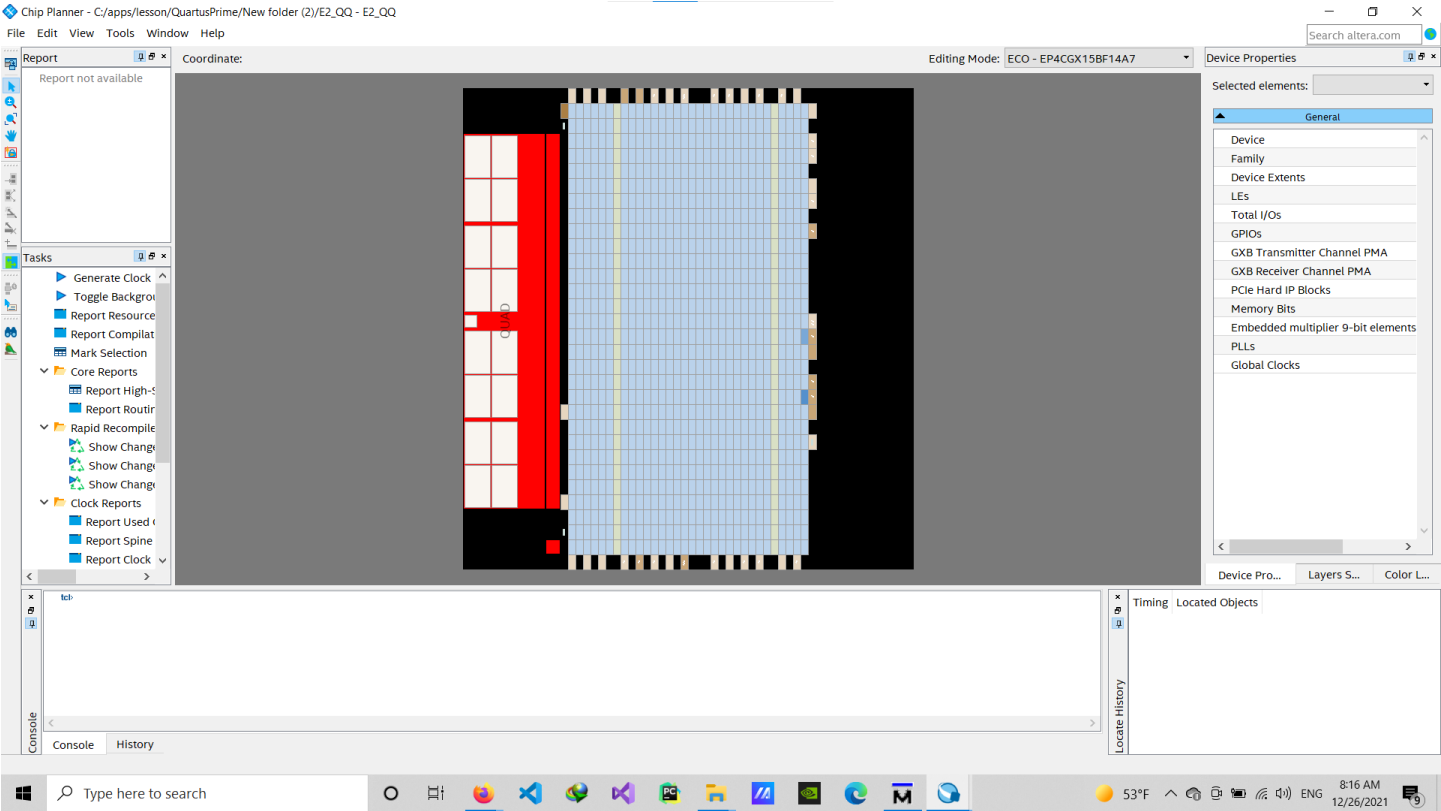 Chip Planner - C:/apps/lesson/QuartusPrime/New folder (2)/E2_QQ - E2_QQ
File Edit View Tools Window Help
Search altera.com
Report
Report not available
Coordinate:
Editing Mode: ECO - EP4CGX15BF14A7
Device Properties
Selected elements:
General
Device
Family
Device Extents
LEs
Total I/Os
GPIOs
GXB Transmitter Channel PMA
GXB Receiver Channel PMA
PCIe Hard IP Blocks
Memory Bits
Embedded multiplier 9-bit elements
PLLs
Global Clocks
Tasks
Generate Clock
Toggle Backgrou
Report Resource
Report Compilat
Mark Selection
Core Reports
Report High-S
Report Routin
Rapid Recompile
Show Change
Show Change
Show Change
Clock Reports
Report Used
Report Spine
Report Clock
QUAD
Device Pro... Layers S... Color L...
tcl>
Console
Console History
Timing Located Objects
Locate History
Type here to search
53°F
ENG
8:16 AM
12/26/2021
9